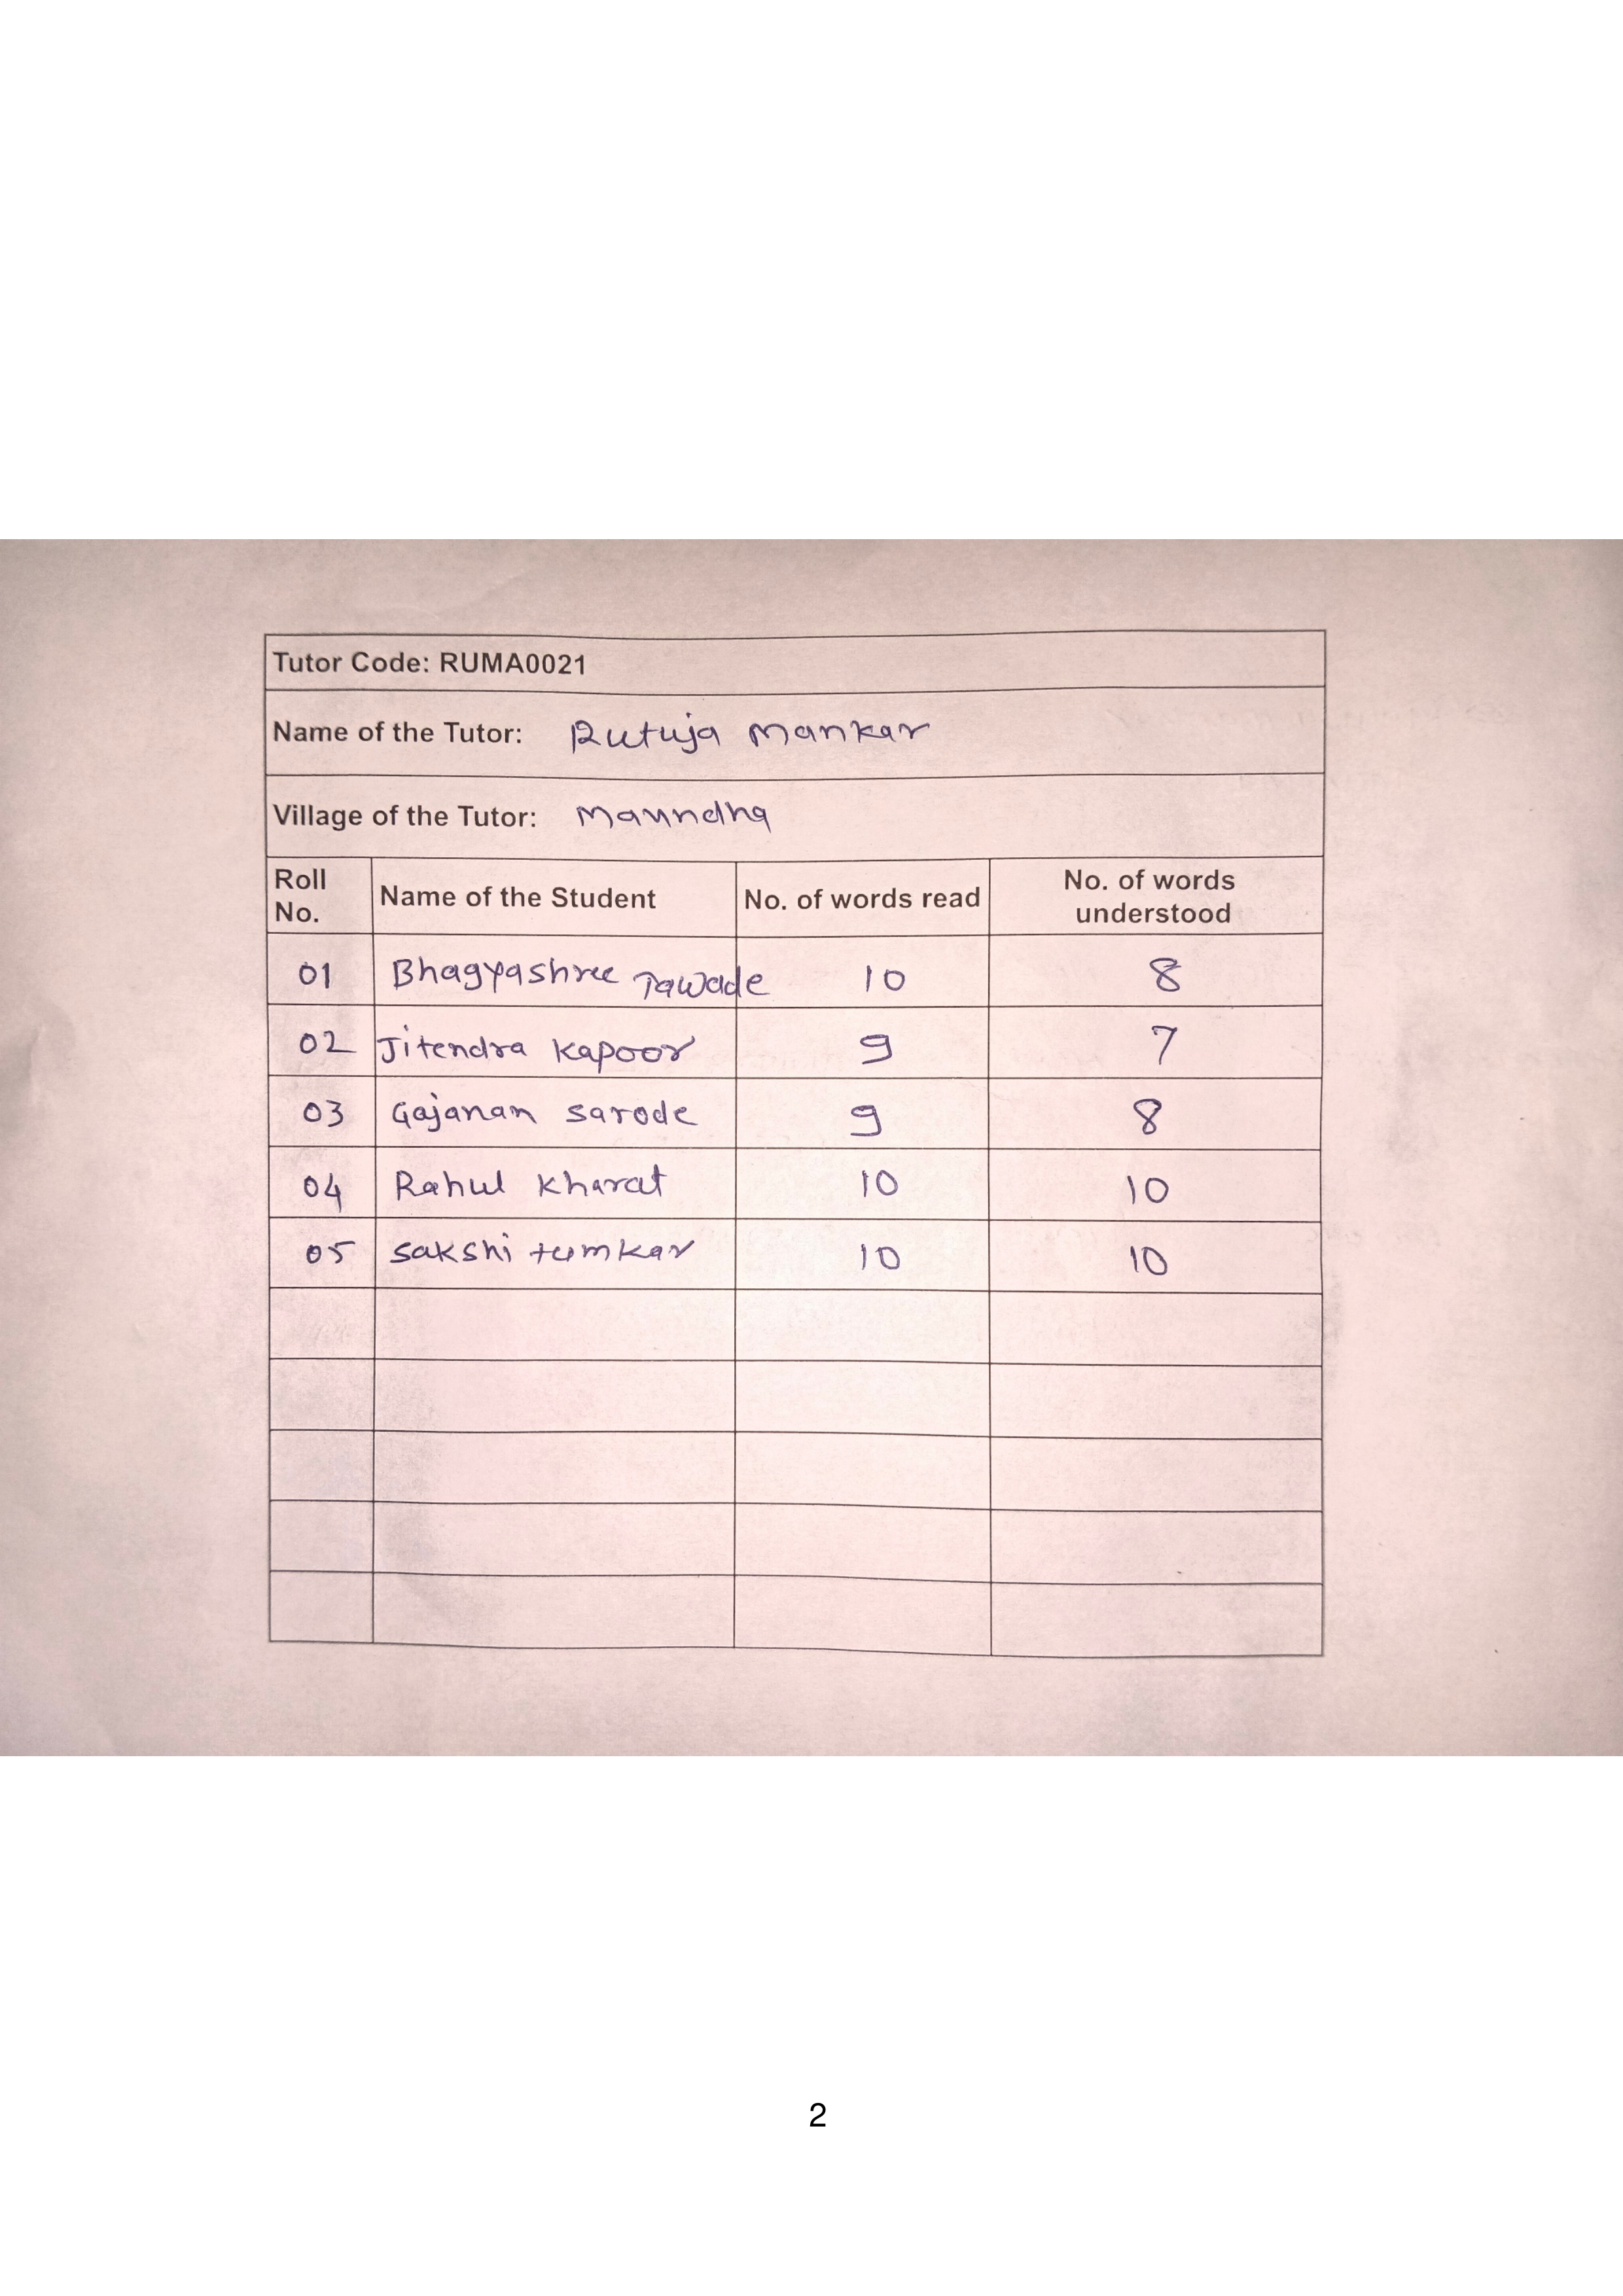 Tutor Code: RUMA0021
Name of the Tutor: Rutuja Mankar
Village of the Tutor:
Roll No. Name of the Student No. of words read No. of words understood
01 Bhagyashree Tawade 10 8
02 Jitendra Kapoor 9 7
03 Gajanan sarode 9 8
04 Rahul Kharat 10 10
05 sakshi tumkar 10 10
2